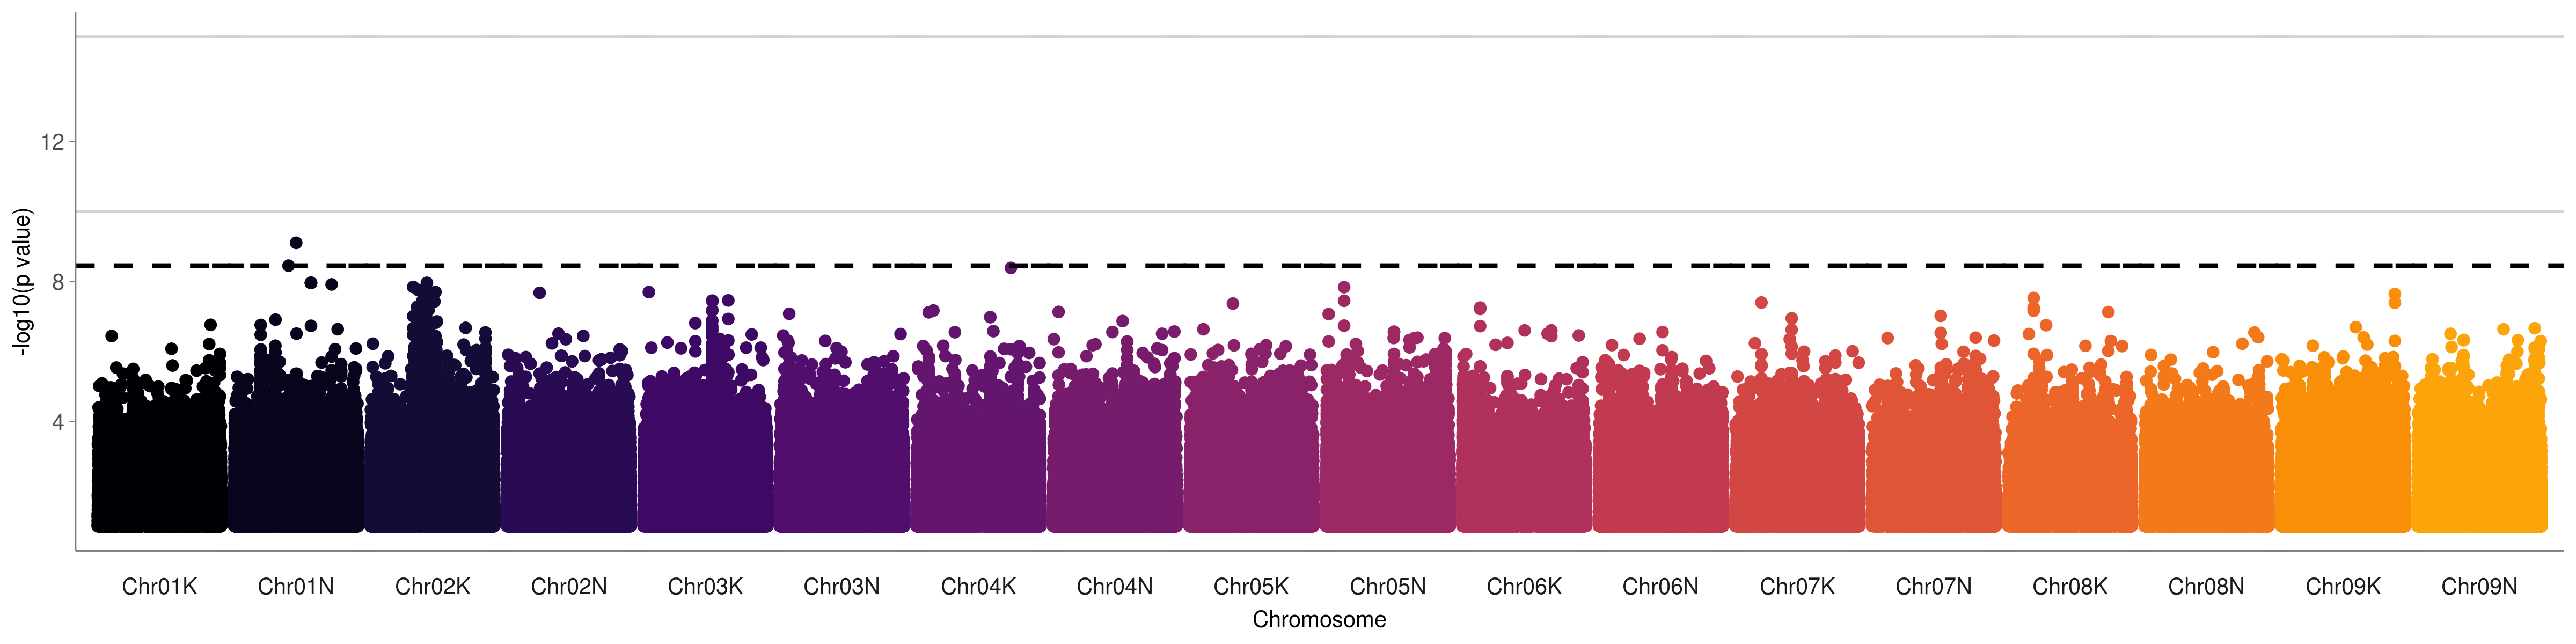 12
8
4
-log10(p value)
Chr01K Chr01N Chr02K Chr02N Chr03K Chr03N Chr04K Chr04N Chr05K Chr05N Chr06K Chr06N Chr07K Chr07N Chr08K Chr08N Chr09K Chr09N
Chromosome